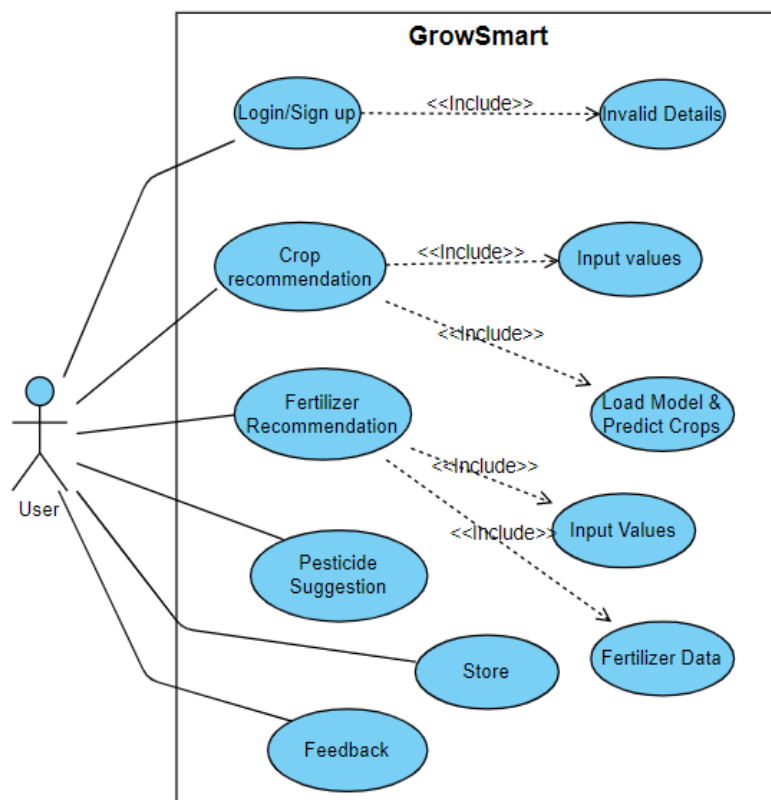 GrowSmart
Login/Sign up
<<Include>>
Invalid Details
Crop
recommendation
<<Include>>
Input values
<<Include>>
Load Model &
Predict Crops
Fertilizer
Recommendation
<<Include>>
Input Values
<<Include>>
Fertilizer Data
User
Pesticide
Suggestion
Store
Feedback